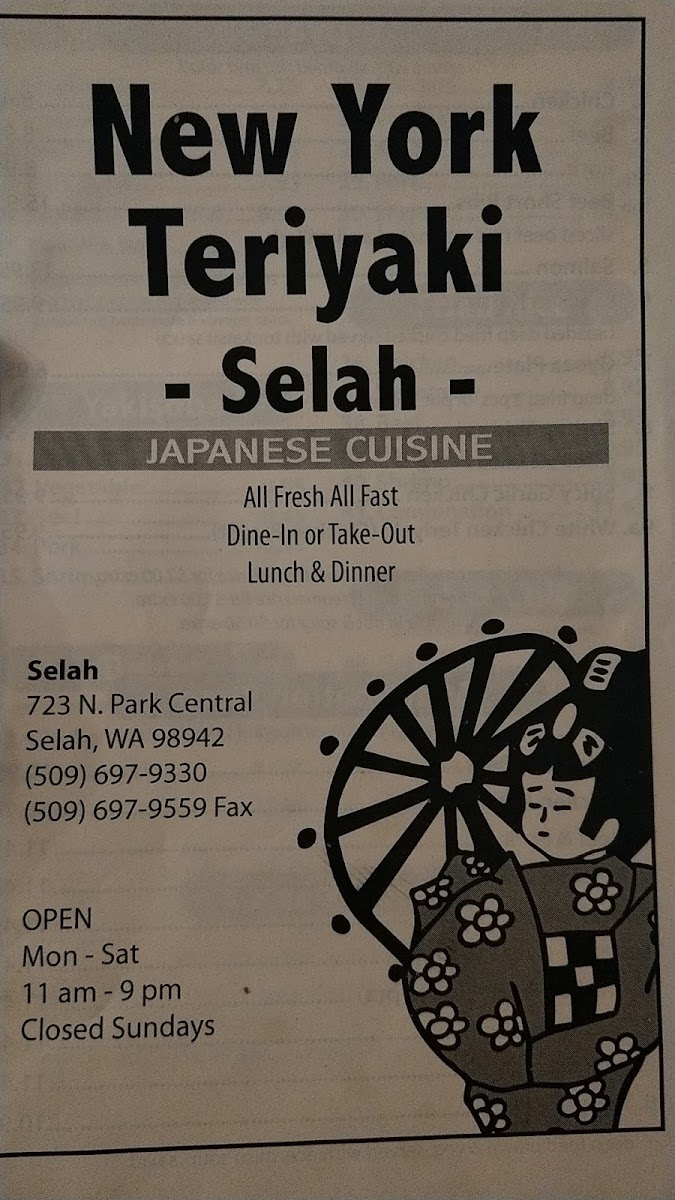 New York
Teriyaki
- Selah -
JAPANESE CUISINE
All Fresh All Fast
Dine-In or Take-Out
Lunch & Dinner
Selah
723 N. Park Central
Selah, WA 98942
(509) 697-9330
(509) 697-9559 Fax
OPEN
Mon - Sat
11 am - 9 pm
Closed Sundays